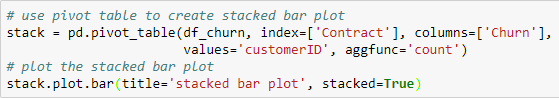 # use pivot table to create stacked bar plot
stack = pd.pivot_table(df_churn, index=['Contract'], columns=['Churn'],
                       values='customerID', aggfunc='count')
# plot the stacked bar plot
stack.plot.bar(title='stacked bar plot', stacked=True)